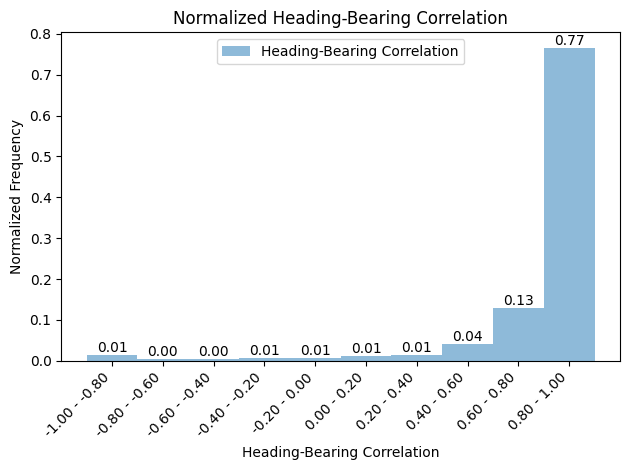 Normalized Heading-Bearing Correlation
Heading-Bearing Correlation
Normalized Frequency
0.8
0.7
0.6
0.5
0.4
0.3
0.2
0.1
0.0
0.01
0.00
0.00
0.01
0.01
0.01
0.01
0.04
0.13
0.77
-1.00 - -0.80
-0.80 - -0.60
-0.60 - -0.40
-0.40 - -0.20
-0.20 - 0.00
0.00 - 0.20
0.20 - 0.40
0.40 - 0.60
0.60 - 0.80
0.80 - 1.00
Heading-Bearing Correlation